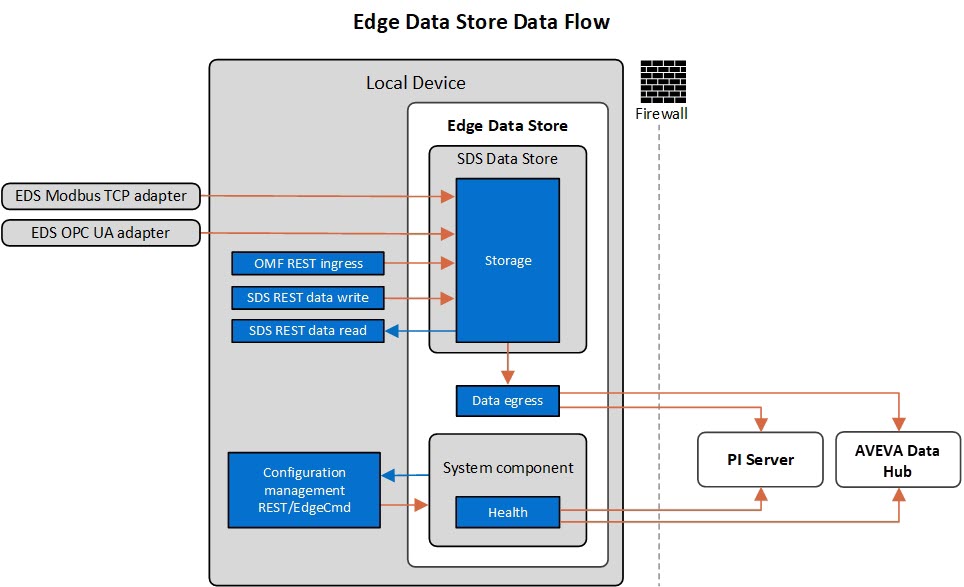 Edge Data Store Data Flow
Local Device
Firewall
Edge Data Store
SDS Data Store
EDS Modbus TCP adapter
EDS OPC UA adapter
Storage
OMF REST ingress
SDS REST data write
SDS REST data read
Data egress
PI Server
AVEVA Data
Hub
System component
Configuration
management
REST/EdgeCmd
Health